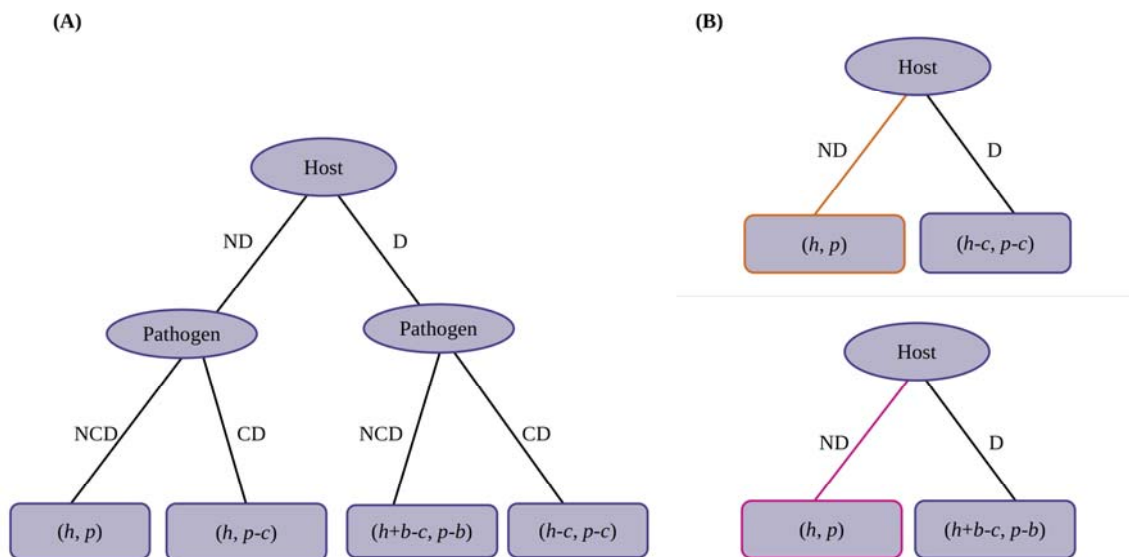 (A)
Host
ND
D
Pathogen
Pathogen
NCD
CD
NCD
CD
(h, p)
(h, p-c)
(h+b-c, p-b)
(h-c, p-c)
(B)
Host
ND
D
(h, p)
(h-c, p-c)
Host
ND
D
(h, p)
(h+b-c, p-b)